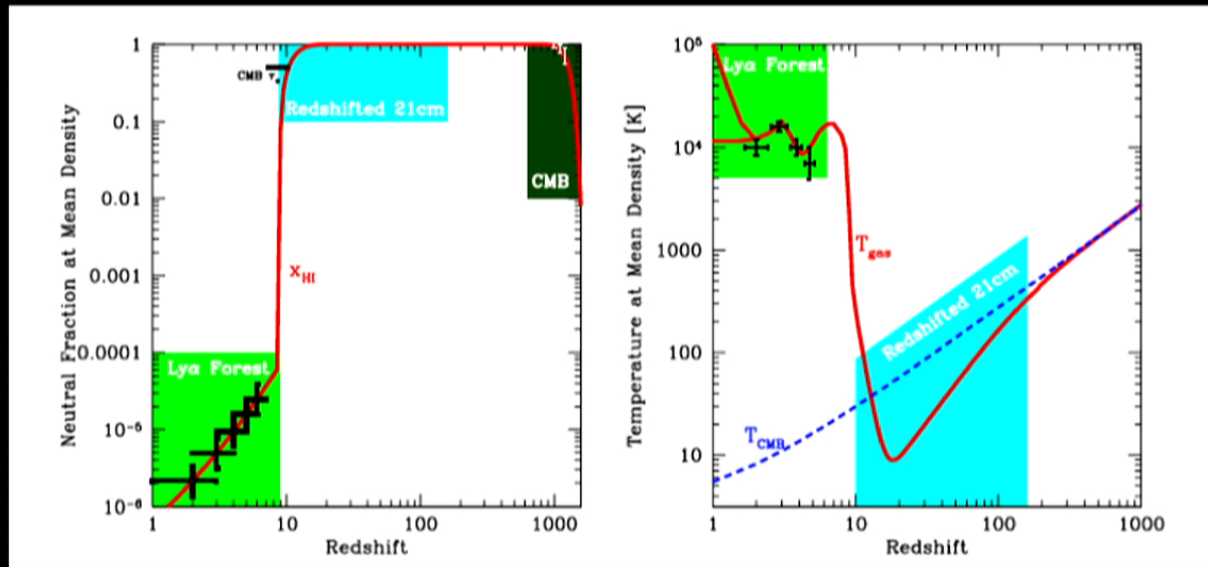 Neutral Fraction at Mean Density
1
0.1
0.01
0.001
0.0001
10⁻⁵
10⁻⁶
CMB τₑ
Redshifted 21cm
CMB
x_HI
Lyα Forest
1
10
100
1000
Redshift
Temperature at Mean Density [K]
10⁵
10⁴
1000
100
10
Lyα Forest
T_gas
Redshifted 21cm
T_CMB
1
10
100
1000
Redshift